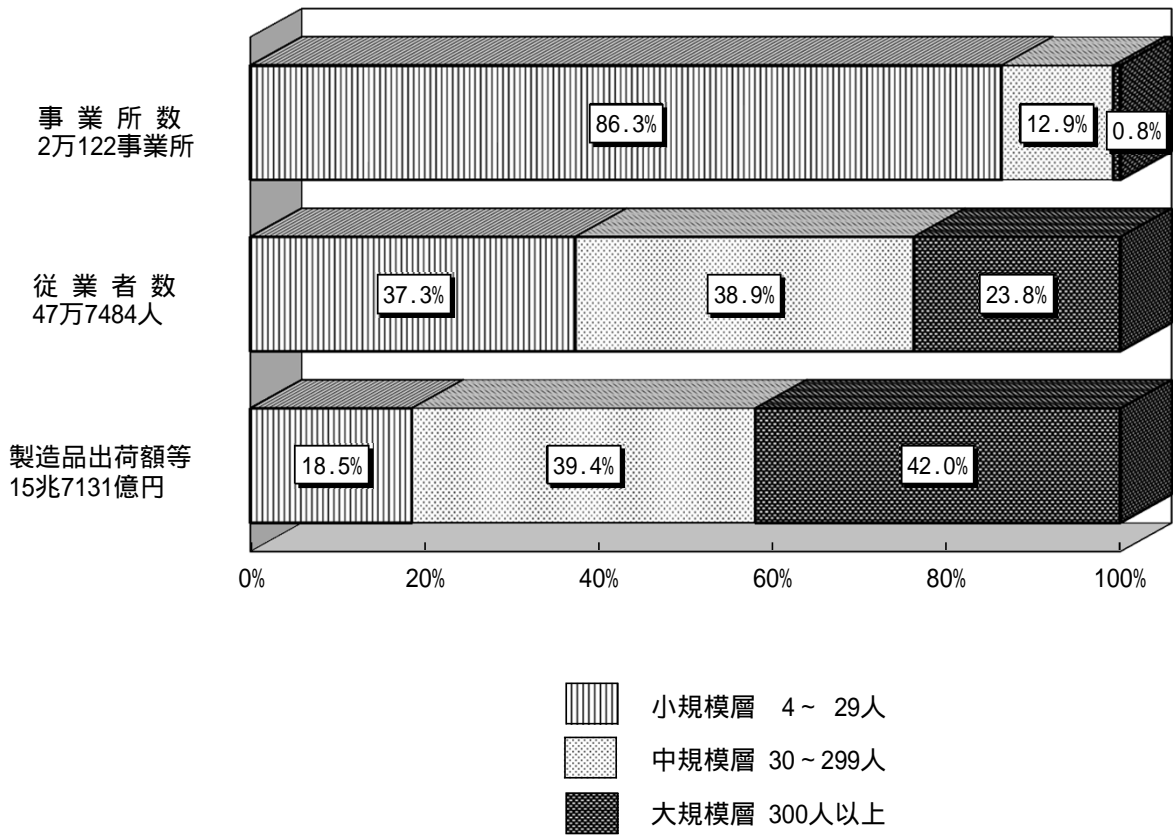 事業所数
2万122事業所
86.3%
12.9%
0.8%
従業者数
47万7484人
37.3%
38.9%
23.8%
製造品出荷額等
15兆7131億円
18.5%
39.4%
42.0%
0% 20% 40% 60% 80% 100%
小規模層 4~ 29人
中規模層 30~299人
大規模層 300人以上